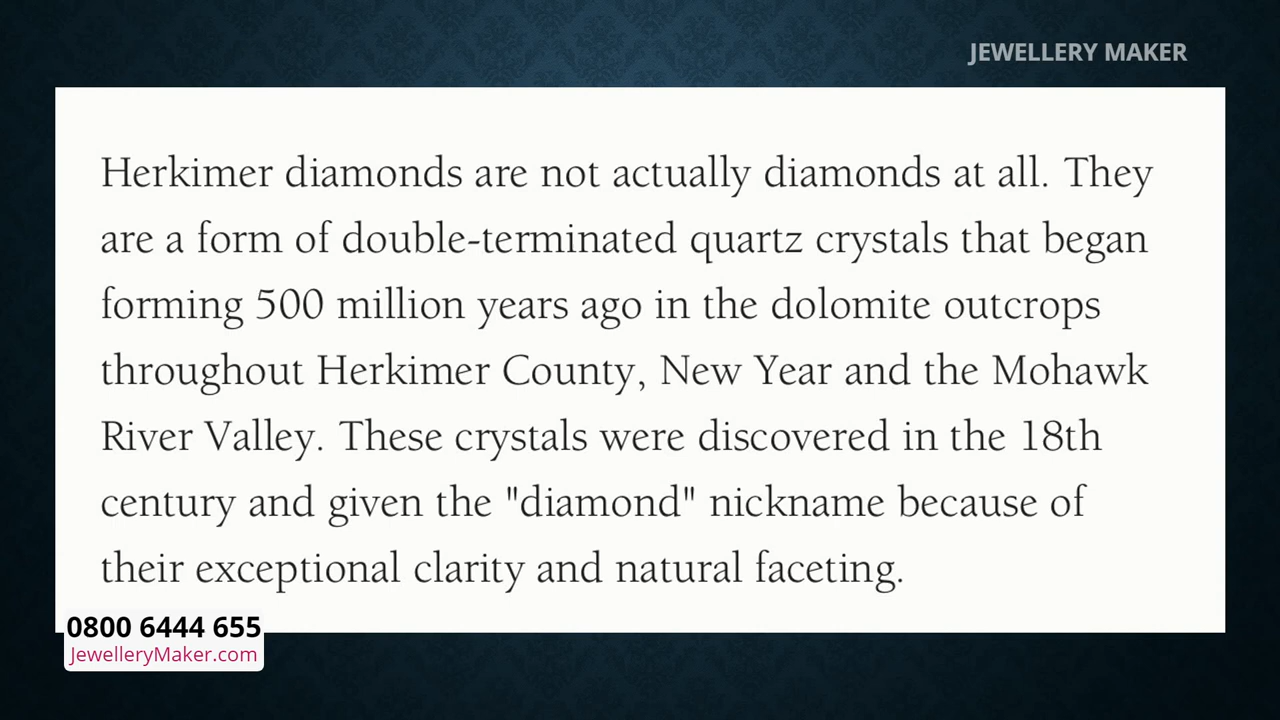 JEWELLERY MAKER
Herkimer diamonds are not actually diamonds at all. They
are a form of double-terminated quartz crystals that began
forming 500 million years ago in the dolomite outcrops
throughout Herkimer County, New Year and the Mohawk
River Valley. These crystals were discovered in the 18th
century and given the "diamond" nickname because of
their exceptional clarity and natural faceting.
0800 6444 655
JewelleryMaker.com